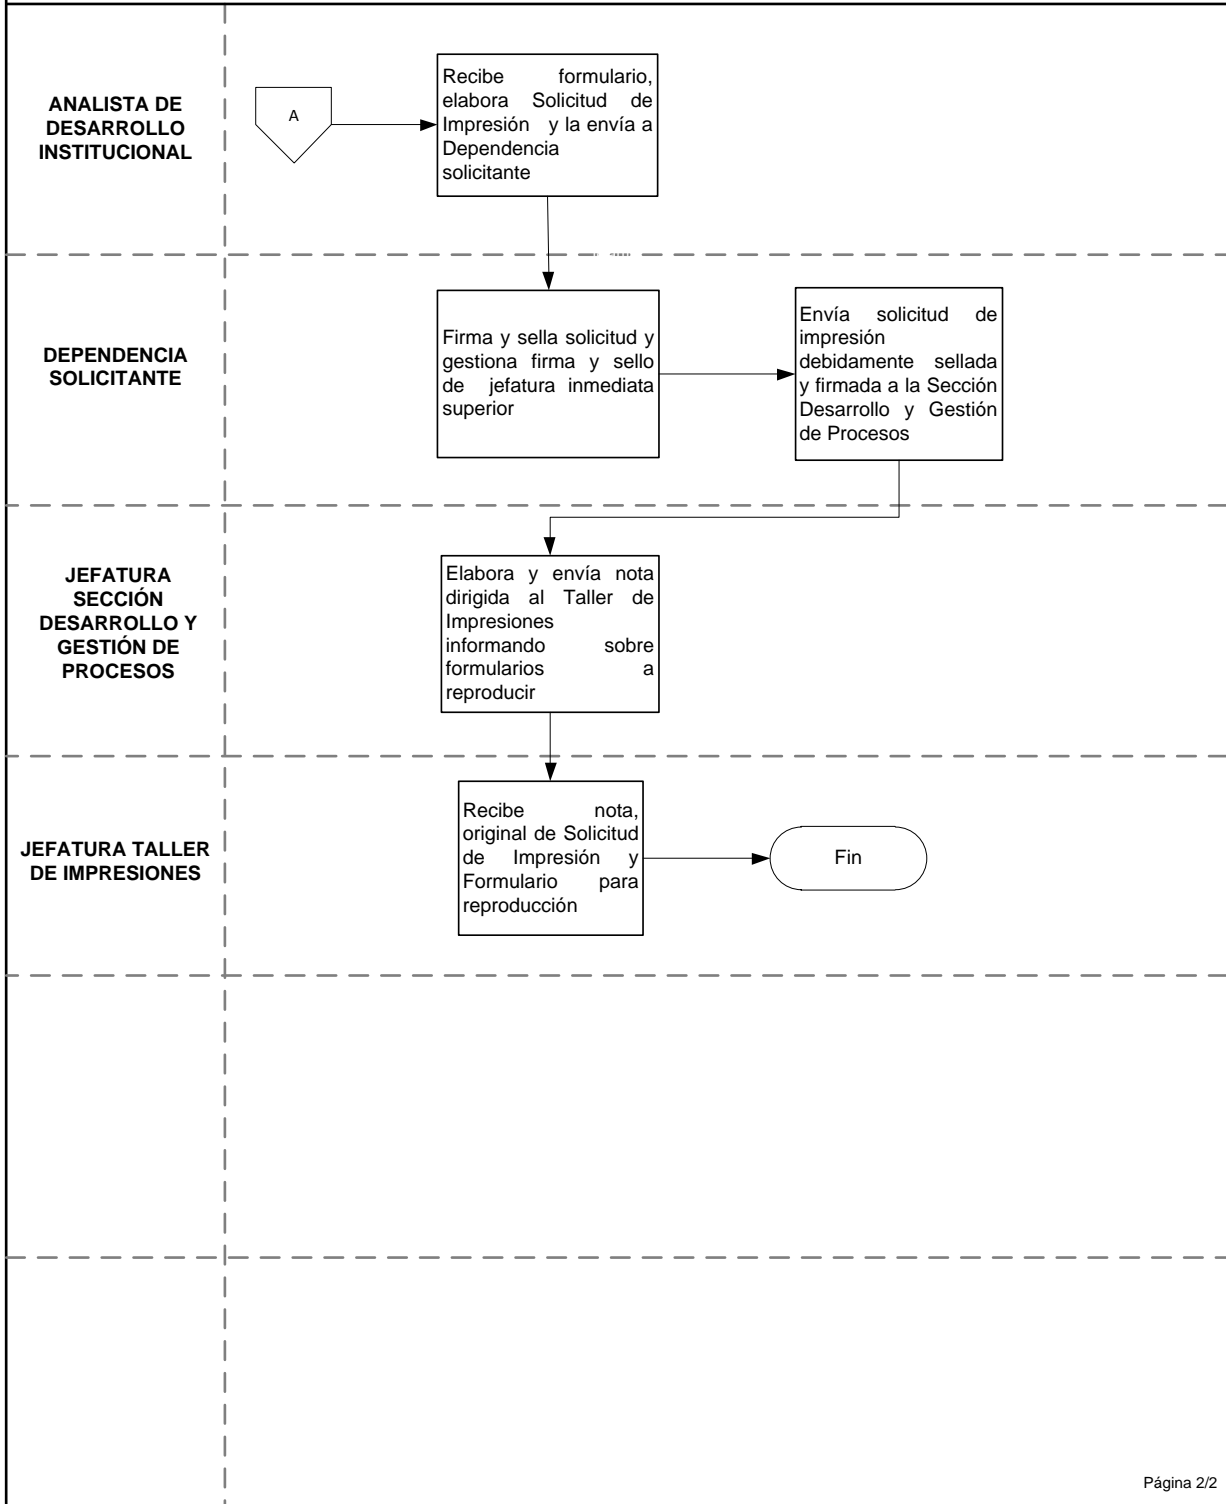 ANALISTA DE
DESARROLLO
INSTITUCIONAL
A
Recibe formulario,
elabora Solicitud de
Impresión y la envía a
Dependencia
solicitante
DEPENDENCIA
SOLICITANTE
Firma y sella solicitud y
gestiona firma y sello
de jefatura inmediata
superior
Envía solicitud de
impresión
debidamente sellada
y firmada a la Sección
Desarrollo y Gestión
de Procesos
JEFATURA
SECCIÓN
DESARROLLO Y
GESTIÓN DE
PROCESOS
Elabora y envía nota
dirigida al Taller de
Impresiones
informando sobre
formularios a
reproducir
JEFATURA TALLER
DE IMPRESIONES
Recibe nota,
original de Solicitud
de Impresión y
Formulario para
reproducción
Fin
Página 2/2